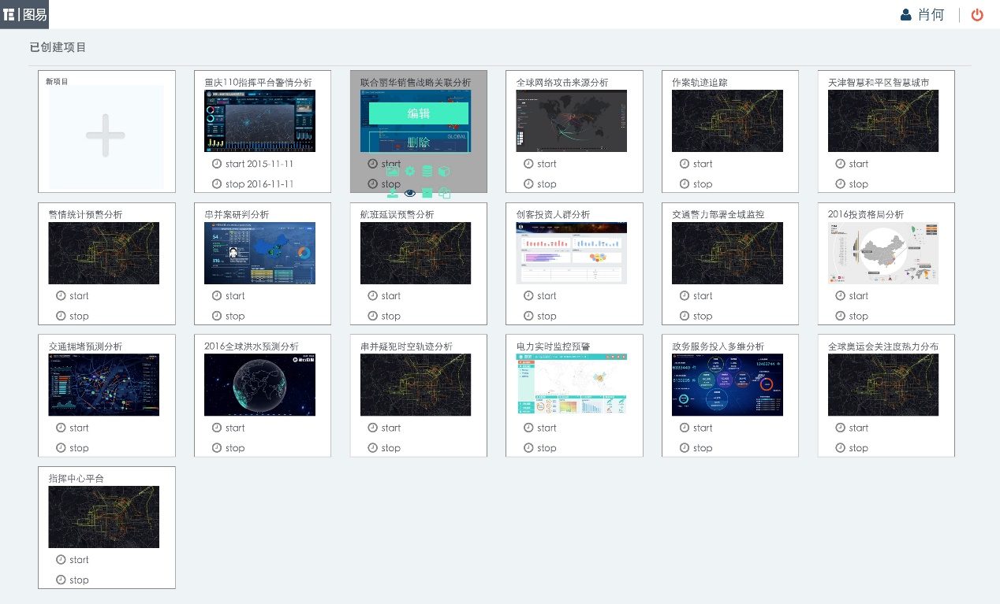 TE|图易
肖何
已创建项目
新项目
重庆110指挥平台警情分析
start 2015-11-11
stop 2016-11-11
联合丽华销售战略关联分析
编辑
删除
GLOBAL
start
stop
全球网络攻击来源分析
start
stop
作案轨迹追踪
start
stop
天津智慧和平区智慧城市
start
stop
警情统计预警分析
start
stop
串并案研判分析
start
stop
航班延误预警分析
start
stop
创客投资人群分析
start
stop
交通警力部署全域监控
start
stop
2016投资格局分析
start
stop
交通拥堵预测分析
start
stop
2016全球洪水预测分析
start
stop
串并疑犯时空轨迹分析
start
stop
电力实时监控预警
start
stop
政务服务投入多维分析
start
stop
全球奥运会关注度热力分布
start
stop
指挥中心平台
start
stop